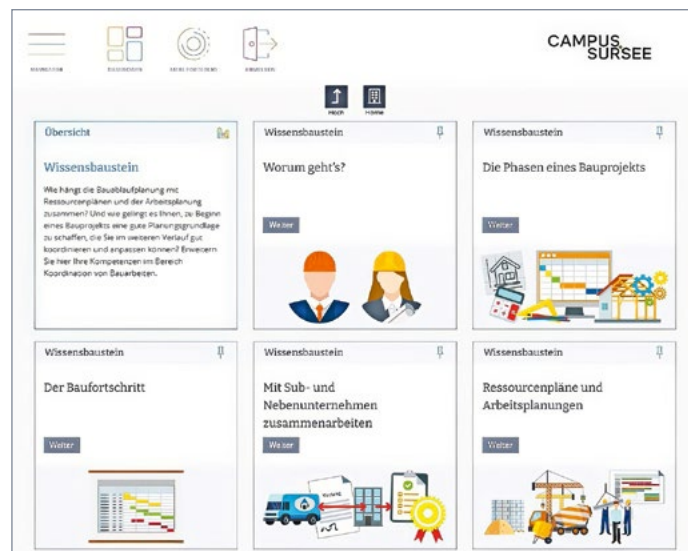 CAMPUS
SURSEE
Hoch
Home
Übersicht
Wissensbaustein
Wie hängt die Bauablaufplanung mit
Ressourcenplänen und der Arbeitsplanung
zusammen? Und wie gelingt es Ihnen, zu Beginn
eines Bauprojekts eine gute Planungsgrundlage
zu schaffen, die Sie im weiteren Verlauf gut
koordinieren und anpassen können? Erweitern
Sie hier Ihre Kompetenzen im Bereich
Koordination von Bauarbeiten.
Wissensbaustein
Worum geht's?
Weiter
Wissensbaustein
Die Phasen eines Bauprojekts
Weiter
Wissensbaustein
Der Baufortschritt
Weiter
Wissensbaustein
Mit Sub- und
Nebenunternehmen
zusammenarbeiten
Weiter
Wissensbaustein
Ressourcenpläne und
Arbeitsplanungen
Weiter